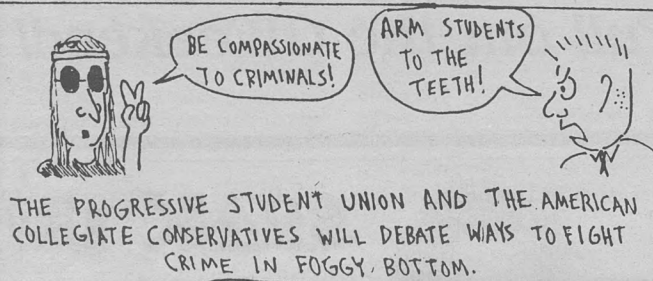 BE COMPASSIONATE
TO CRIMINALS!
ARM STUDENTS
TO THE
TEETH!
THE PROGRESSIVE STUDENT UNION AND THE AMERICAN
COLLEGIATE CONSERVATIVES WILL DEBATE WAYS TO FIGHT
CRIME IN FOGGY BOTTOM.